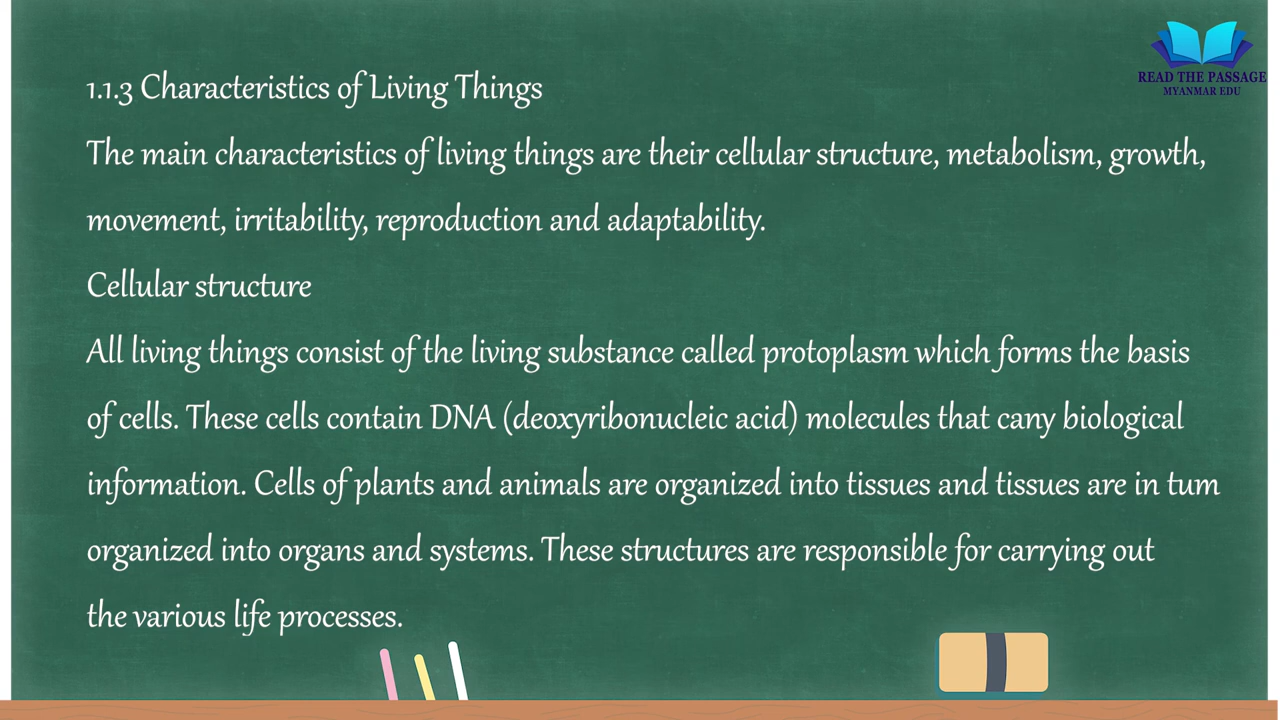 READ THE PASSAGE
MYANMAR EDU
1.1.3 Characteristics of Living Things
The main characteristics of living things are their cellular structure, metabolism, growth,
movement, irritability, reproduction and adaptability.
Cellular structure
All living things consist of the living substance called protoplasm which forms the basis
of cells. These cells contain DNA (deoxyribonucleic acid) molecules that cany biological
information. Cells of plants and animals are organized into tissues and tissues are in tum
organized into organs and systems. These structures are responsible for carrying out
the various life processes.